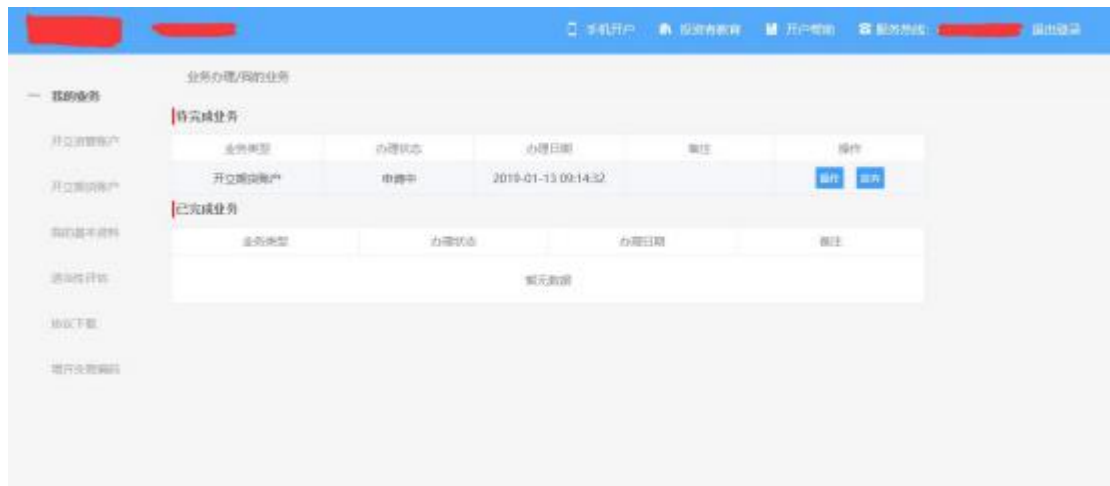 手机开户 投资者教育 开户帮助 服务热线: 退出登录
业务办理/我的业务
我的业务
待完成业务
开立资管账户
业务类型 办理状态 办理日期 备注 操作
开立期货账户
开立期货账户 申请中 2019-01-13 09:14:32 操作
已完成业务
我的基本资料
业务类型 办理状态 办理日期 备注
适当性评估
暂无数据
协议下载
增开交易编码